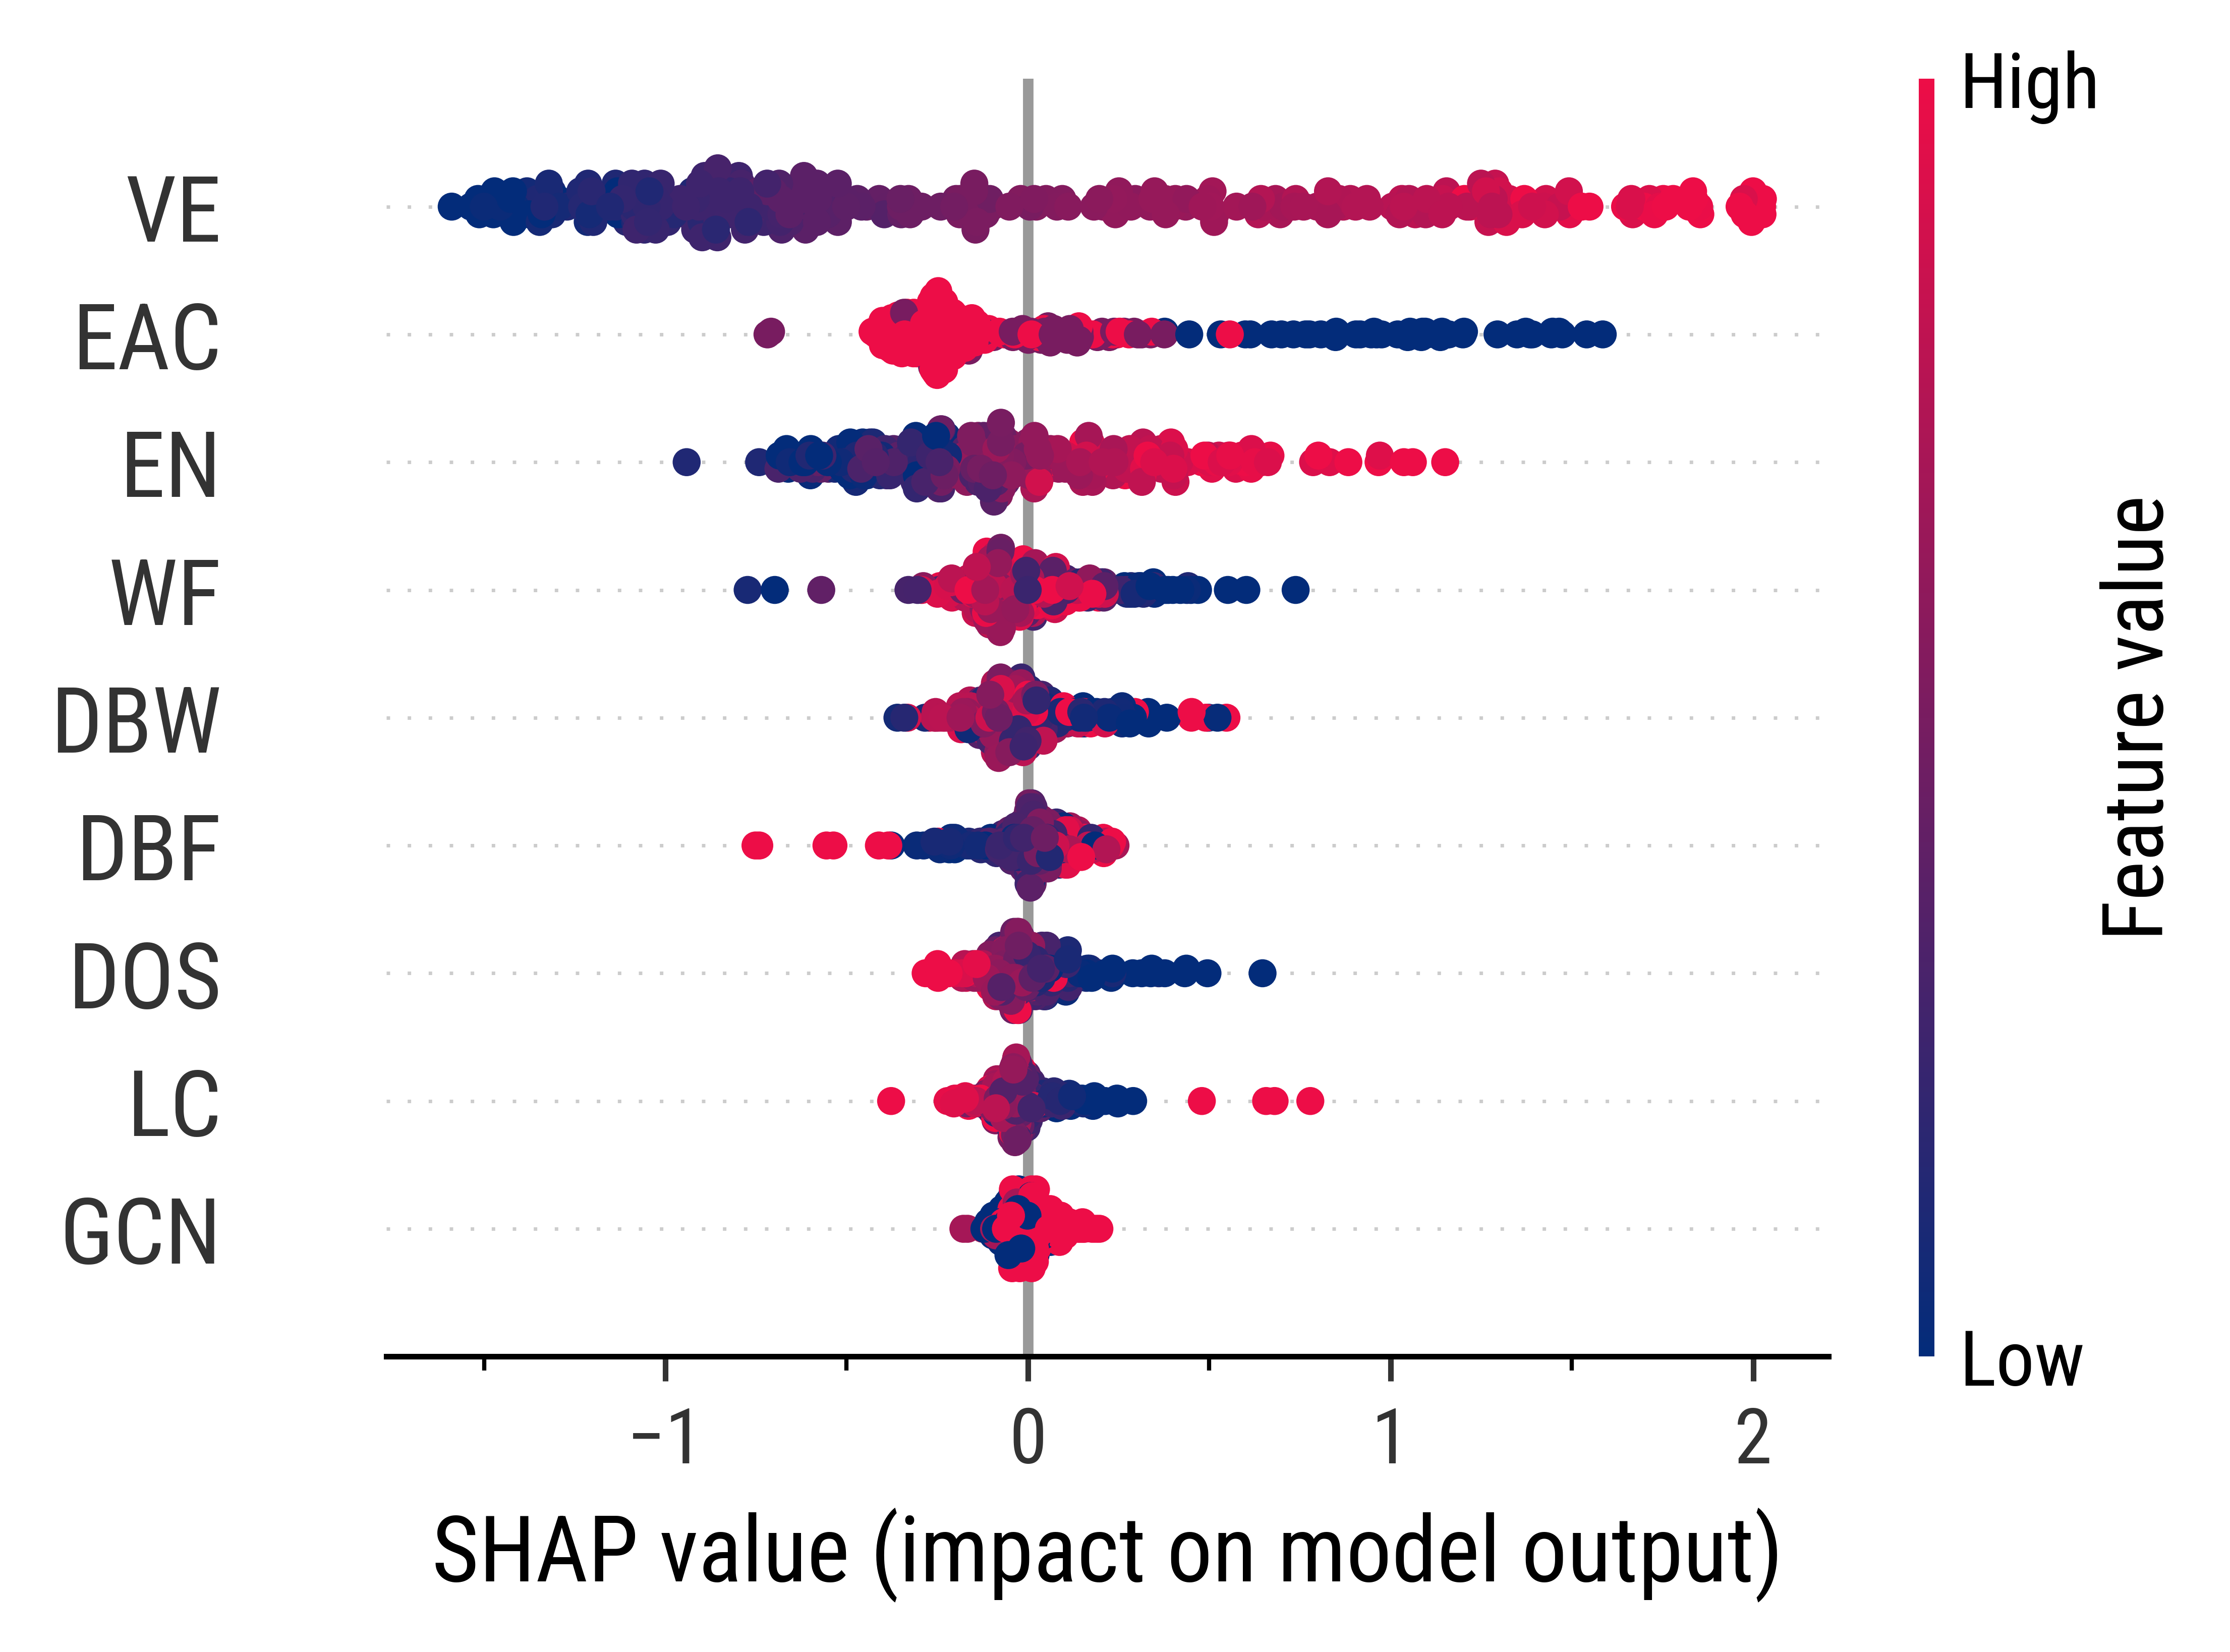 High
VE
EAC
EN
WF
DBW
DBF
DOS
LC
GCN
Feature value
Low
−1 0 1 2
SHAP value (impact on model output)